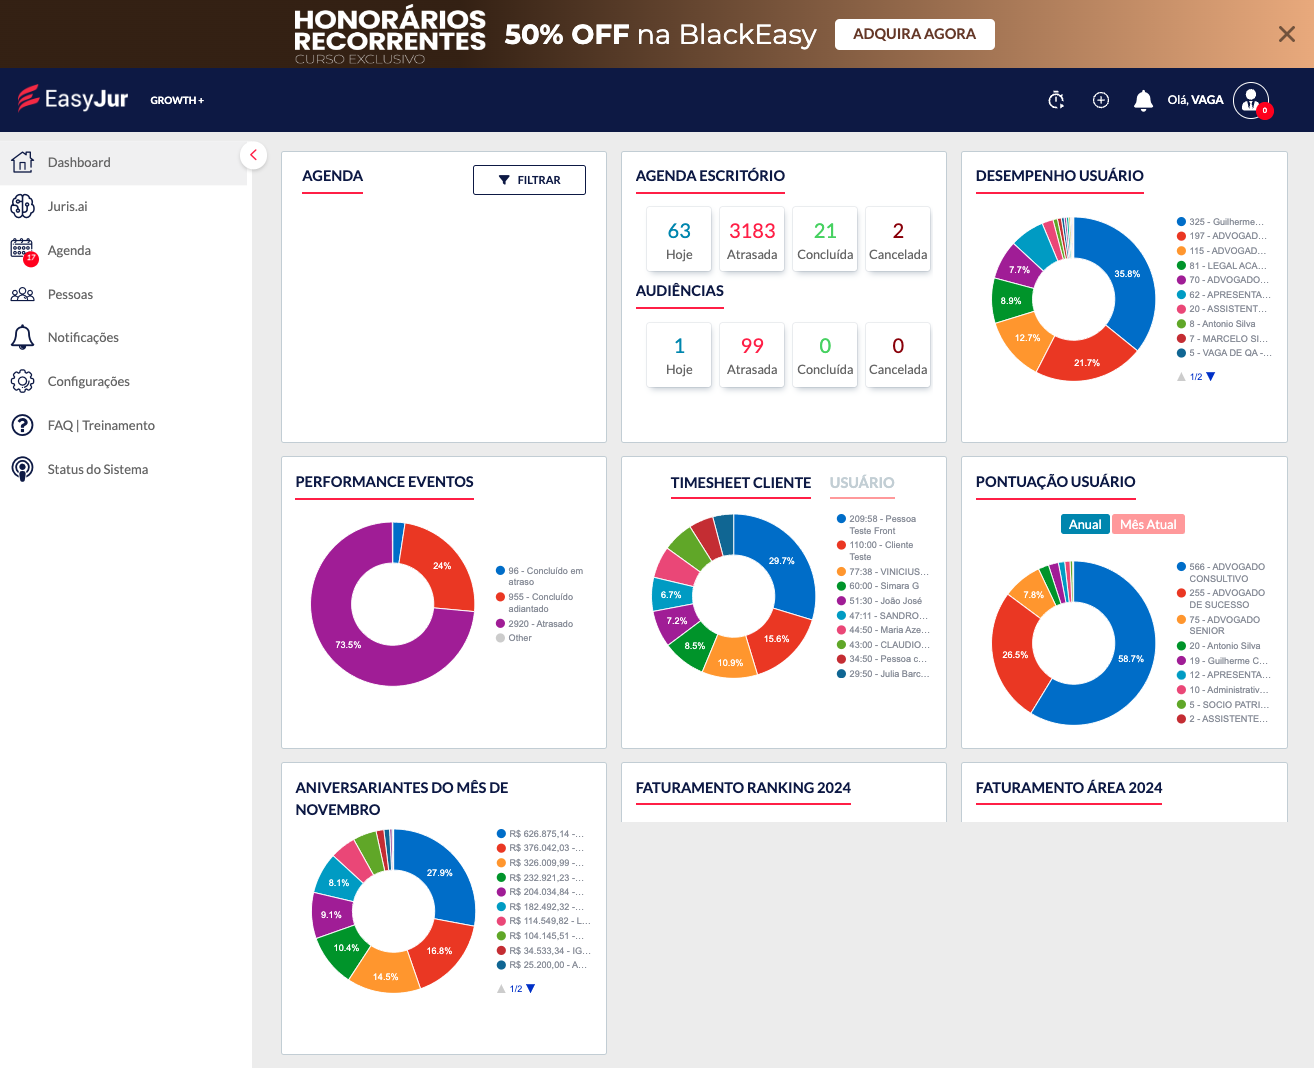 HONORÁRIOS
RECORRENTES
CURSO EXCLUSIVO
50% OFF na BlackEasy
ADQUIRA AGORA
EasyJur
GROWTH +
Olá, VAGA
0
Dashboard
Juris.ai
Agenda
17
Pessoas
Notificações
Configurações
FAQ | Treinamento
Status do Sistema
AGENDA
FILTRAR
AGENDA ESCRITÓRIO
63
Hoje
3183
Atrasada
21
Concluída
2
Cancelada
AUDIÊNCIAS
1
Hoje
99
Atrasada
0
Concluída
0
Cancelada
DESEMPENHO USUÁRIO
35.8%
21.7%
12.7%
8.9%
7.7%
325 - Guilherme...
197 - ADVOGAD...
115 - ADVOGAD...
81 - LEGAL ACA...
70 - ADVOGADO...
62 - APRESENTA...
20 - ASSISTENT...
8 - Antonio Silva
7 - MARCELO SI...
5 - VAGA DE QA -...
1/2
PERFORMANCE EVENTOS
24%
73.5%
96 - Concluído em
atraso
955 - Concluído
adiantado
2920 - Atrasado
Other
TIMESHEET CLIENTE
USUÁRIO
29.7%
15.6%
10.9%
8.5%
7.2%
6.7%
209:58 - Pessoa
Teste Front
110:00 - Cliente
Teste
77:38 - VINICIUS...
60:00 - Simara G
51:30 - João José
47:11 - SANDRO...
44:50 - Maria Aze...
43:00 - CLAUDIO...
34:50 - Pessoa c...
29:50 - Julia Barc...
PONTUAÇÃO USUÁRIO
Anual
Mês Atual
58.7%
26.5%
7.8%
566 - ADVOGADO
CONSULTIVO
255 - ADVOGADO
DE SUCESSO
75 - ADVOGADO
SENIOR
20 - Antonio Silva
19 - Guilherme C...
12 - APRESENTA...
10 - Administrativ...
5 - SOCIO PATRI...
2 - ASSISTENTE...
ANIVERSARIANTES DO MÊS DE
NOVEMBRO
27.9%
16.8%
14.5%
10.4%
9.1%
8.1%
R$ 626.875,14 -...
R$ 376.042,03 -...
R$ 326.009,99 -...
R$ 232.921,23 -...
R$ 204.034,84 -...
R$ 182.492,32 -...
R$ 114.549,82 - L...
R$ 104.145,51 -...
R$ 34.533,34 - IG...
R$ 25.200,00 - A...
1/2
FATURAMENTO RANKING 2024
FATURAMENTO ÁREA 2024